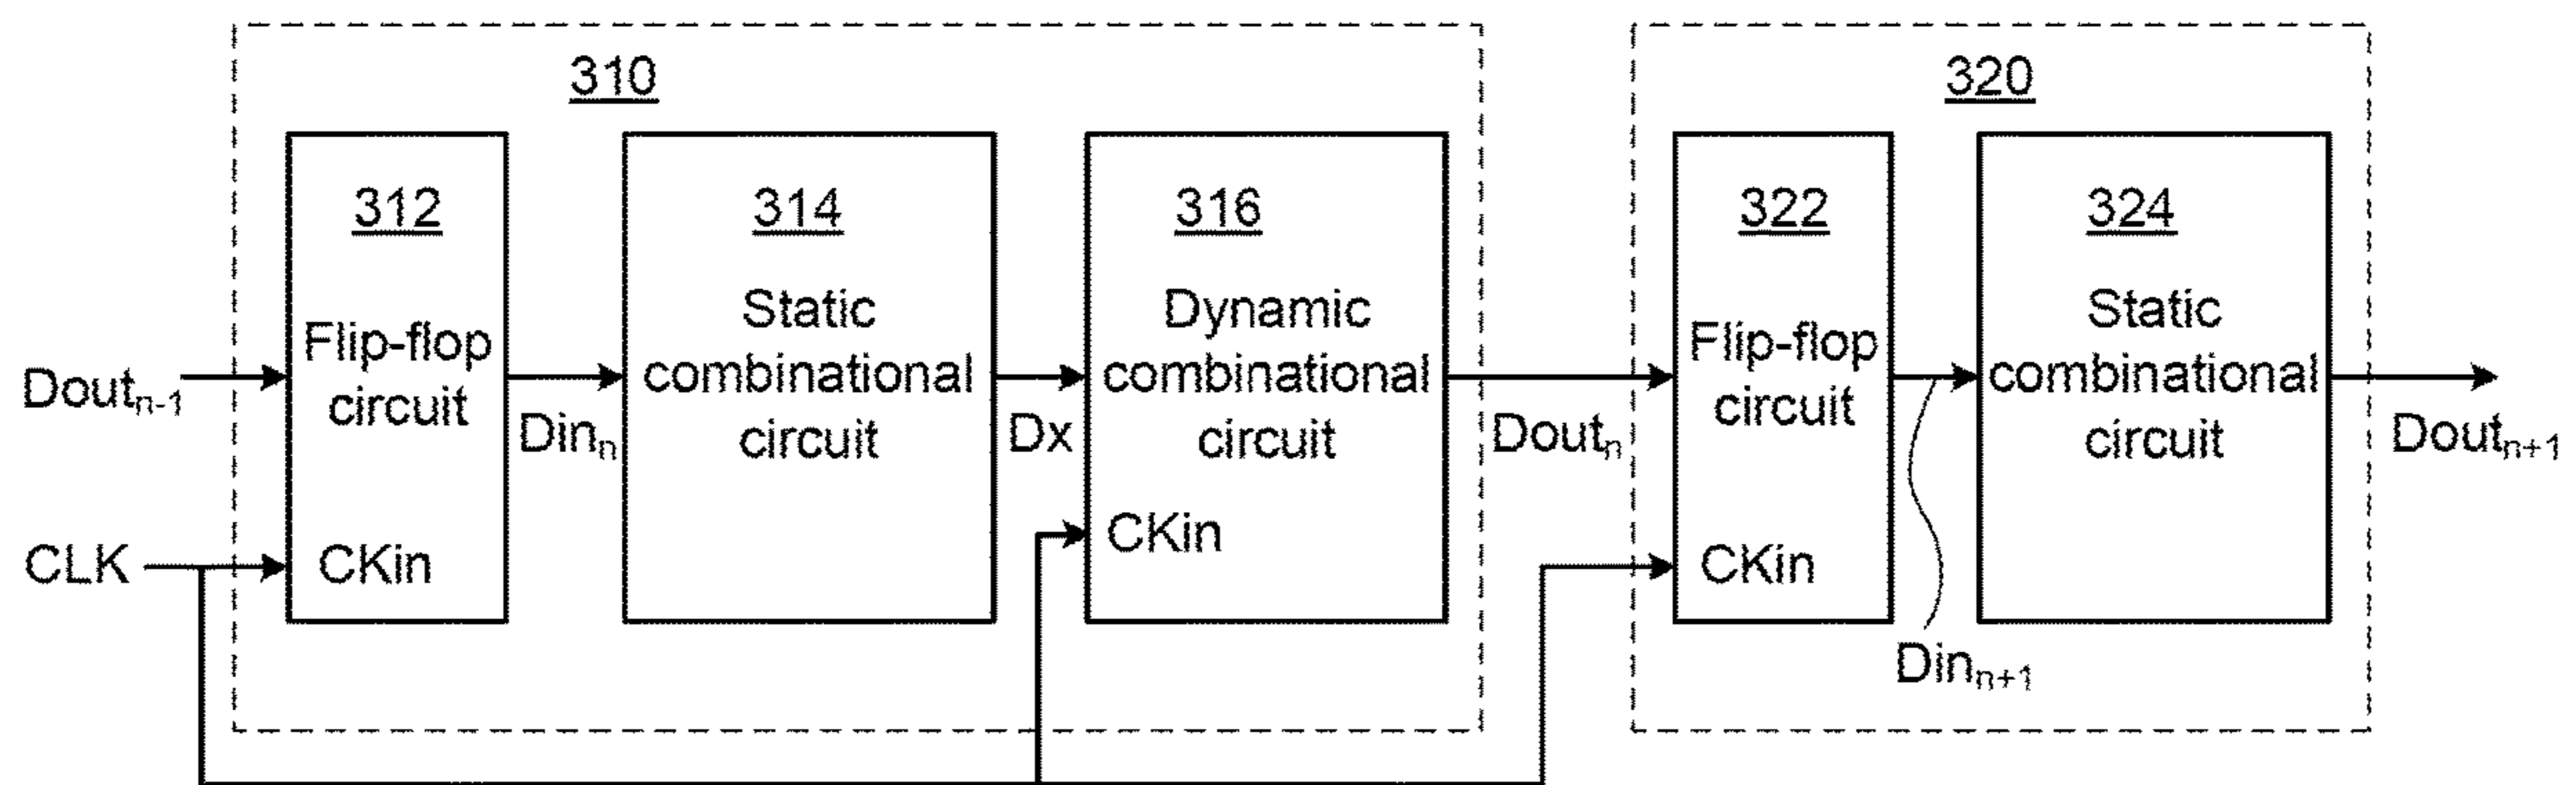 310
320
312
Flip-flop
circuit
CKin
314
Static
combinational
circuit
316
Dynamic
combinational
circuit
CKin
322
Flip-flop
circuit
CKin
324
Static
combinational
circuit
Doutn-1
CLK
Dinn
Dx
Doutn
Dinn+1
Doutn+1